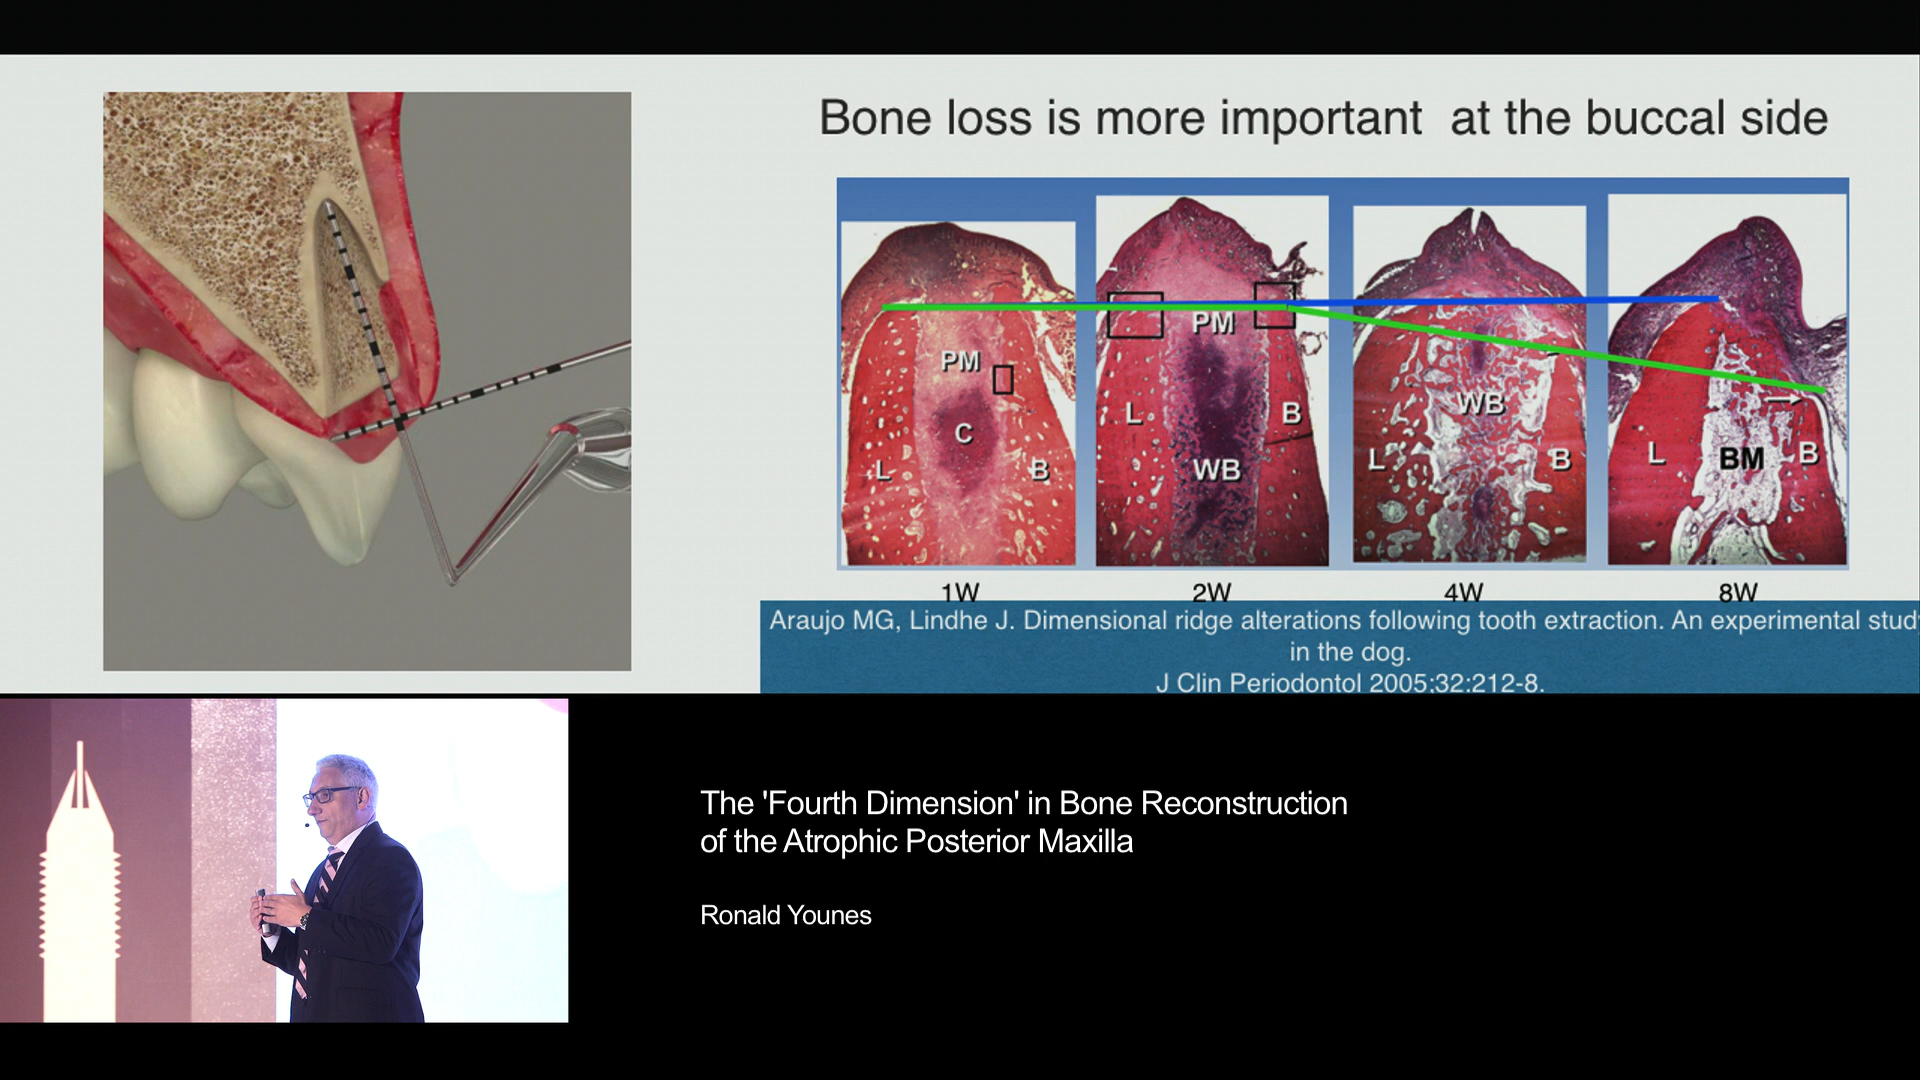 Bone loss is more important at the buccal side
PM
C
L
B
PM
L
B
WB
WB
L
B
L
BM
B
1W
2W
4W
8W
Araujo MG, Lindhe J. Dimensional ridge alterations following tooth extraction. An experimental stud
in the dog.
J Clin Periodontol 2005;32:212-8.
The 'Fourth Dimension' in Bone Reconstruction
of the Atrophic Posterior Maxilla
Ronald Younes